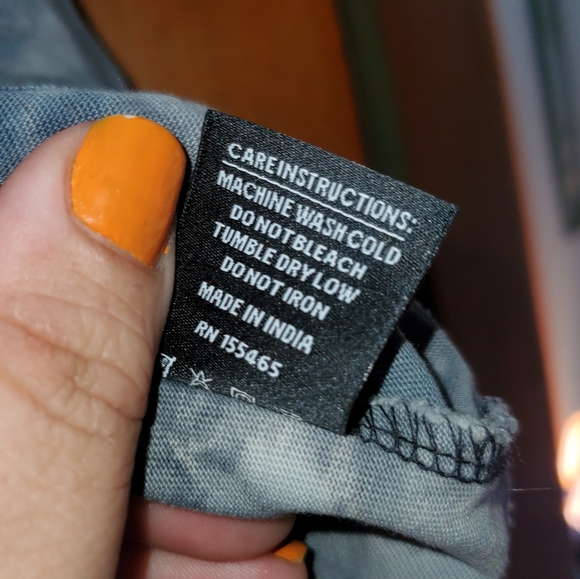 CARE INSTRUCTIONS:
MACHINE WASH COLD
DO NOT BLEACH
TUMBLE DRY LOW
DO NOT IRON
MADE IN INDIA
RN 155465